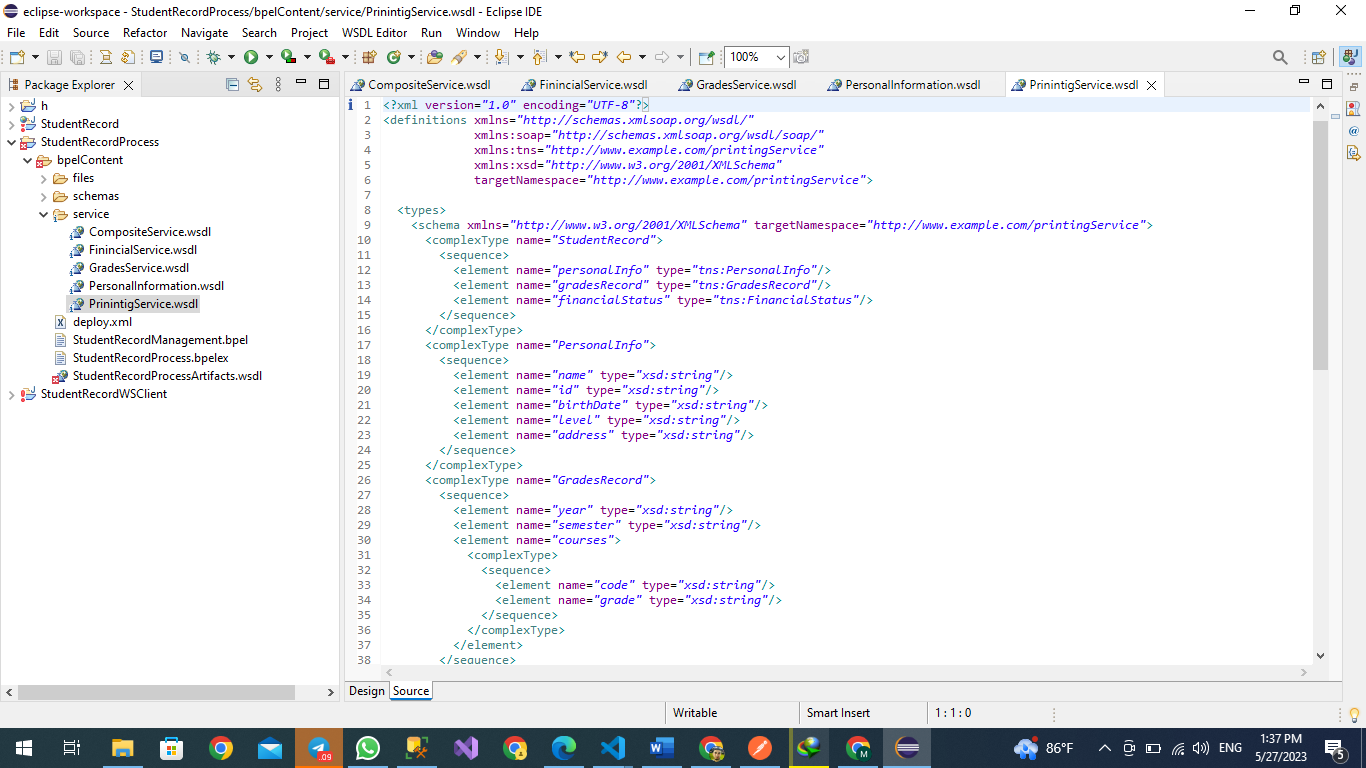 eclipse-workspace - StudentRecordProcess/bpelContent/service/PrinintigService.wsdl - Eclipse IDE
File Edit Source Refactor Navigate Search Project WSDL Editor Run Window Help
100%
Package Explorer
h
StudentRecord
StudentRecordProcess
bpelContent
files
schemas
service
CompositeService.wsdl
FinincialService.wsdl
GradesService.wsdl
PersonalInformation.wsdl
PrinintigService.wsdl
deploy.xml
StudentRecordManagement.bpel
StudentRecordProcess.bpelex
StudentRecordProcessArtifacts.wsdl
StudentRecordWSClient
CompositeService.wsdl FinincialService.wsdl GradesService.wsdl PersonalInformation.wsdl PrinintigService.wsdl
1 <?xml version="1.0" encoding="UTF-8"?>
2 <definitions xmlns="http://schemas.xmlsoap.org/wsdl/"
3 xmlns:soap="http://schemas.xmlsoap.org/wsdl/soap/"
4 xmlns:tns="http://www.example.com/printingService"
5 xmlns:xsd="http://www.w3.org/2001/XMLSchema"
6 targetNamespace="http://www.example.com/printingService">
7
8 <types>
9 <schema xmlns="http://www.w3.org/2001/XMLSchema" targetNamespace="http://www.example.com/printingService">
10 <complexType name="StudentRecord">
11 <sequence>
12 <element name="personalInfo" type="tns:PersonalInfo"/>
13 <element name="gradesRecord" type="tns:GradesRecord"/>
14 <element name="financialStatus" type="tns:FinancialStatus"/>
15 </sequence>
16 </complexType>
17 <complexType name="PersonalInfo">
18 <sequence>
19 <element name="name" type="xsd:string"/>
20 <element name="id" type="xsd:string"/>
21 <element name="birthDate" type="xsd:string"/>
22 <element name="level" type="xsd:string"/>
23 <element name="address" type="xsd:string"/>
24 </sequence>
25 </complexType>
26 <complexType name="GradesRecord">
27 <sequence>
28 <element name="year" type="xsd:string"/>
29 <element name="semester" type="xsd:string"/>
30 <element name="courses">
31 <complexType>
32 <sequence>
33 <element name="code" type="xsd:string"/>
34 <element name="grade" type="xsd:string"/>
35 </sequence>
36 </complexType>
37 </element>
38 </sequence>
Design Source
Writable Smart Insert 1 : 1 : 0
86°F ENG 1:37 PM
5/27/2023
5